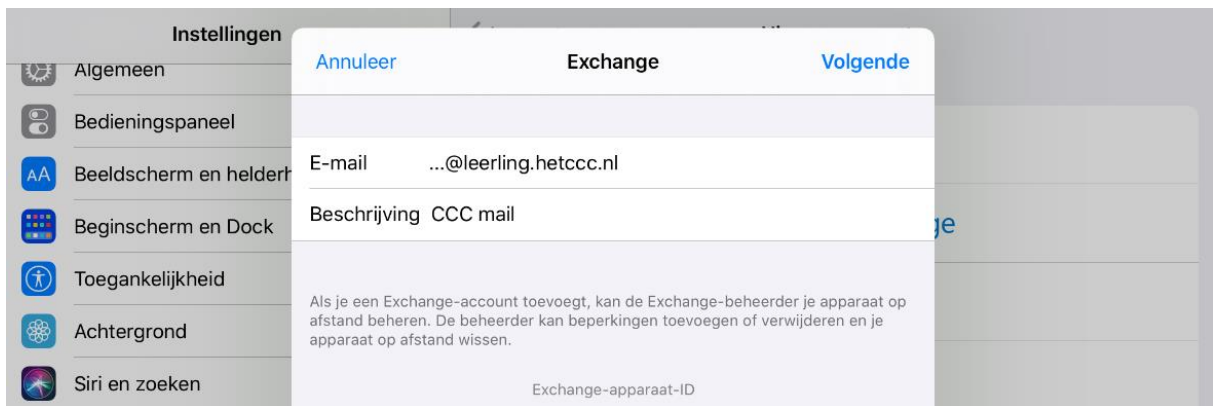 Instellingen
Algemeen
Bedieningspaneel
AA
Beeldscherm en helderh
Beginscherm en Dock
Toegankelijkheid
Achtergrond
Siri en zoeken
Annuleer
Exchange
Volgende
E-mail ...@leerling.hetccc.nl
Beschrijving CCC mail
Als je een Exchange-account toevoegt, kan de Exchange-beheerder je apparaat op
afstand beheren. De beheerder kan beperkingen toevoegen of verwijderen en je
apparaat op afstand wissen.
Exchange-apparaat-ID
ge